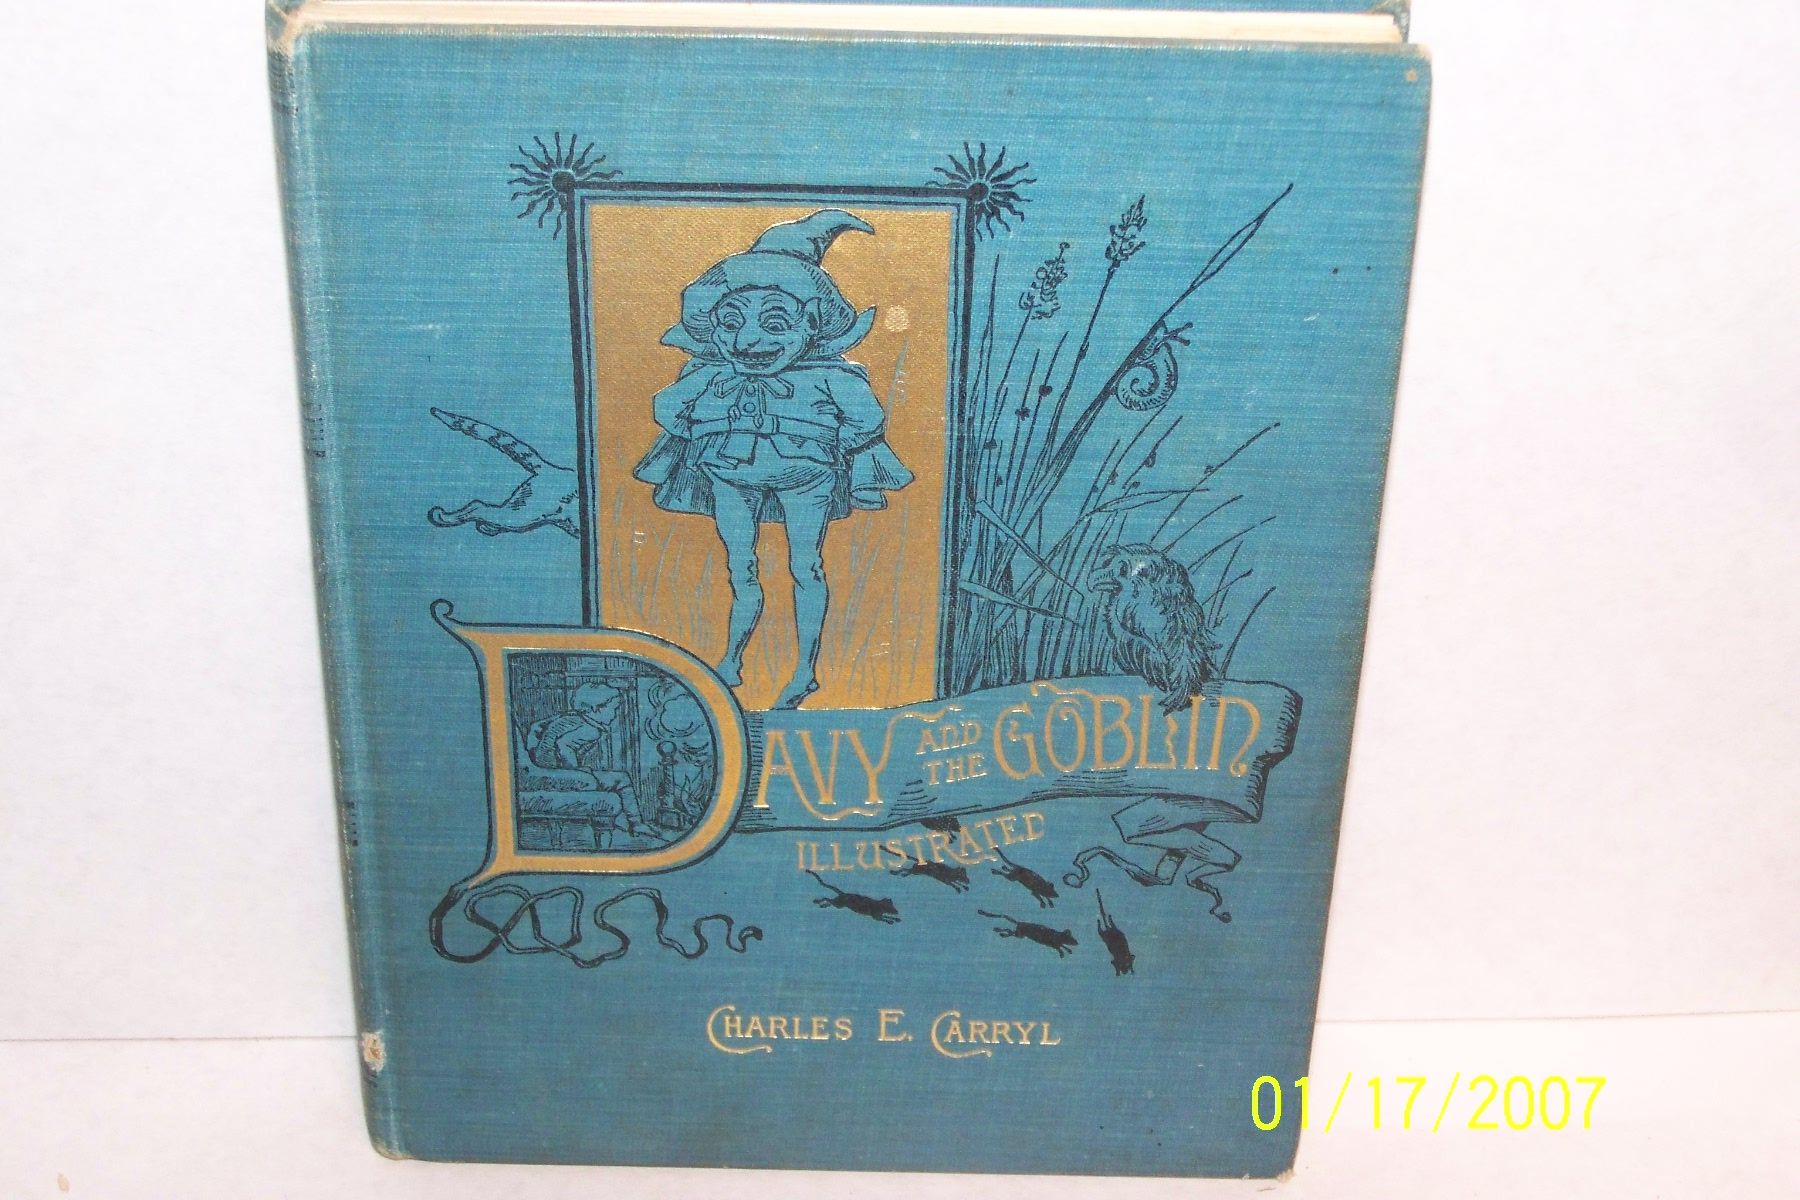 DAVY AND THE GOBLIN
ILLUSTRATED
CHARLES E. CARRYL
01/17/2007